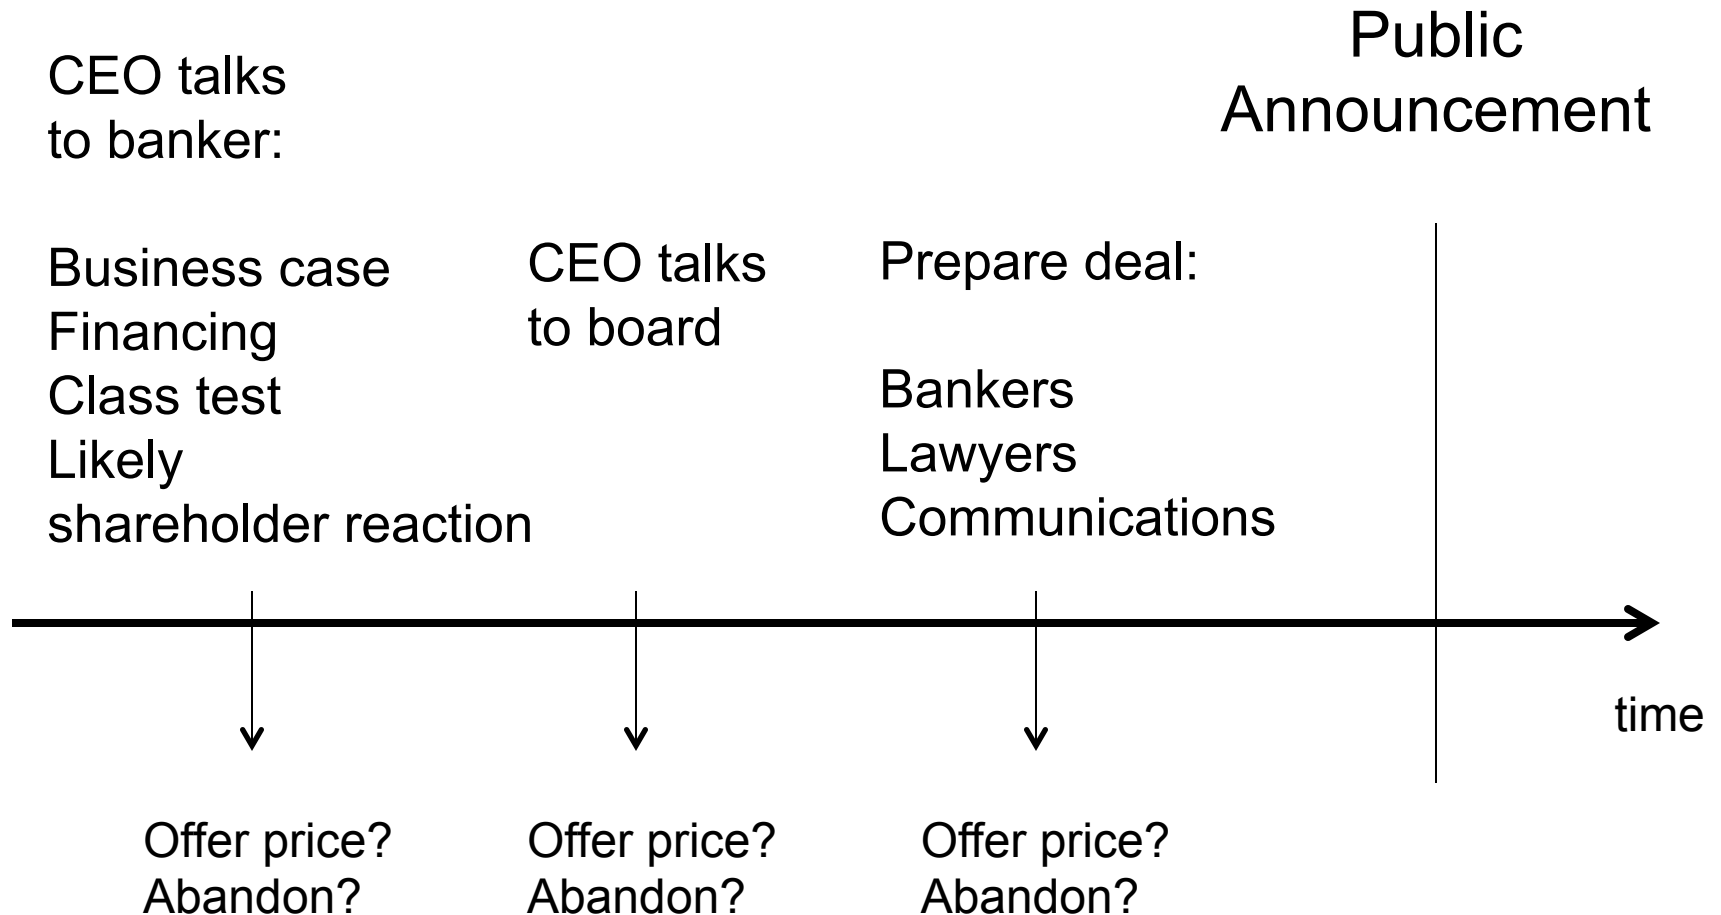 CEO talks
to banker:
Business case
Financing
Class test
Likely
shareholder reaction
CEO talks
to board
Prepare deal:
Bankers
Lawyers
Communications
Public
Announcement
time
Offer price?
Abandon?
Offer price?
Abandon?
Offer price?
Abandon?